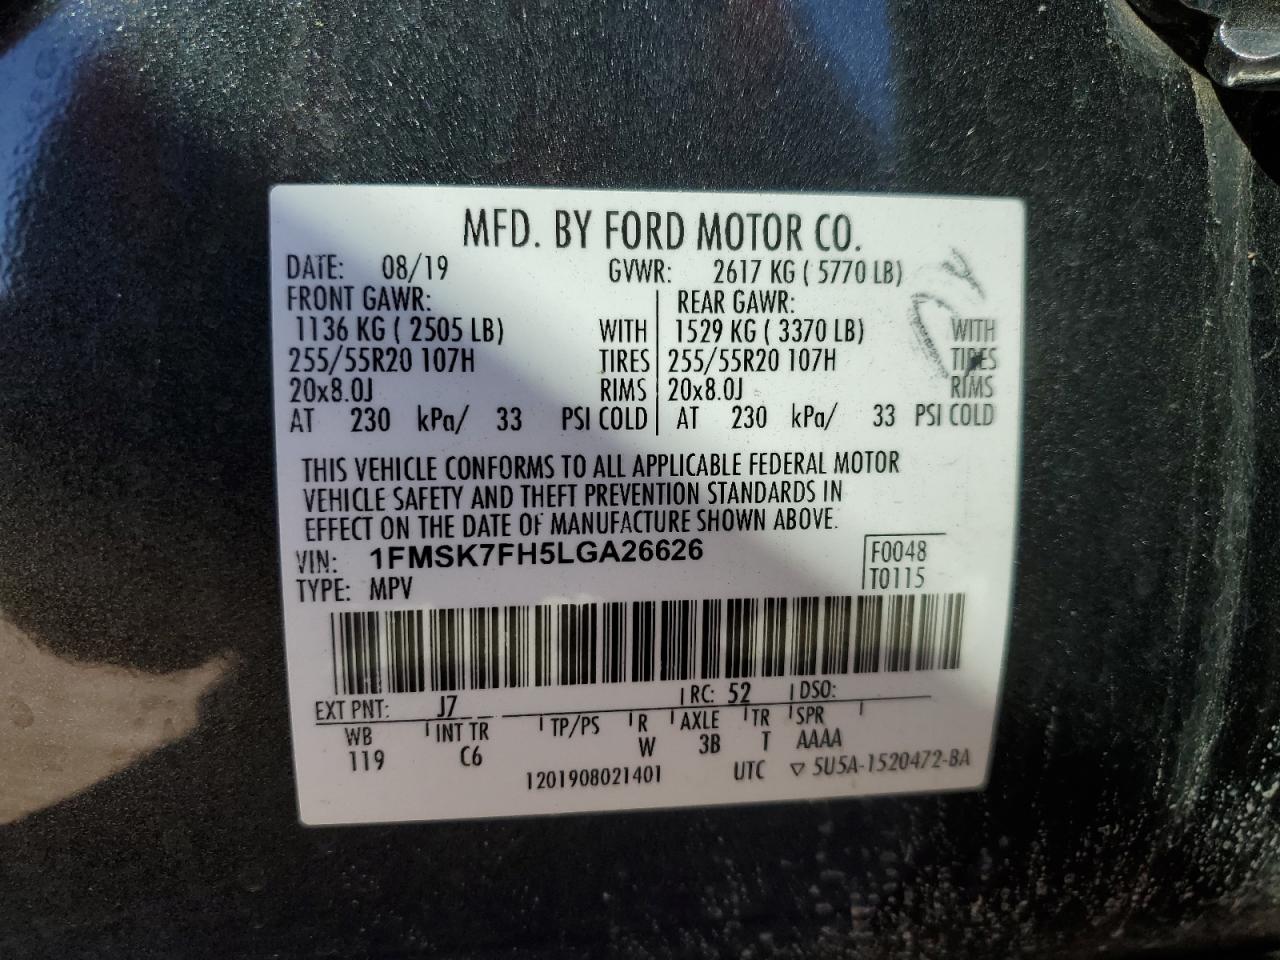 MFD. BY FORD MOTOR CO.
DATE: 08/19 GVWR: 2617 KG ( 5770 LB)
FRONT GAWR: REAR GAWR:
1136 KG ( 2505 LB) WITH 1529 KG ( 3370 LB) WITH
255/55R20 107H TIRES 255/55R20 107H TIRES
20x8.0J RIMS 20x8.0J RIMS
AT 230 kPa/ 33 PSI COLD AT 230 kPa/ 33 PSI COLD
THIS VEHICLE CONFORMS TO ALL APPLICABLE FEDERAL MOTOR
VEHICLE SAFETY AND THEFT PREVENTION STANDARDS IN
EFFECT ON THE DATE OF MANUFACTURE SHOWN ABOVE.
VIN: 1FMSK7FH5LGA26626 F0048
TYPE: MPV T0115
EXT PNT: J7 RC: 52 DSO:
WB INT TR TP/PS R AXLE TR SPR
119 C6 W 3B T AAAA
1201908021401 UTC ▽ 5U5A-1520472-BA